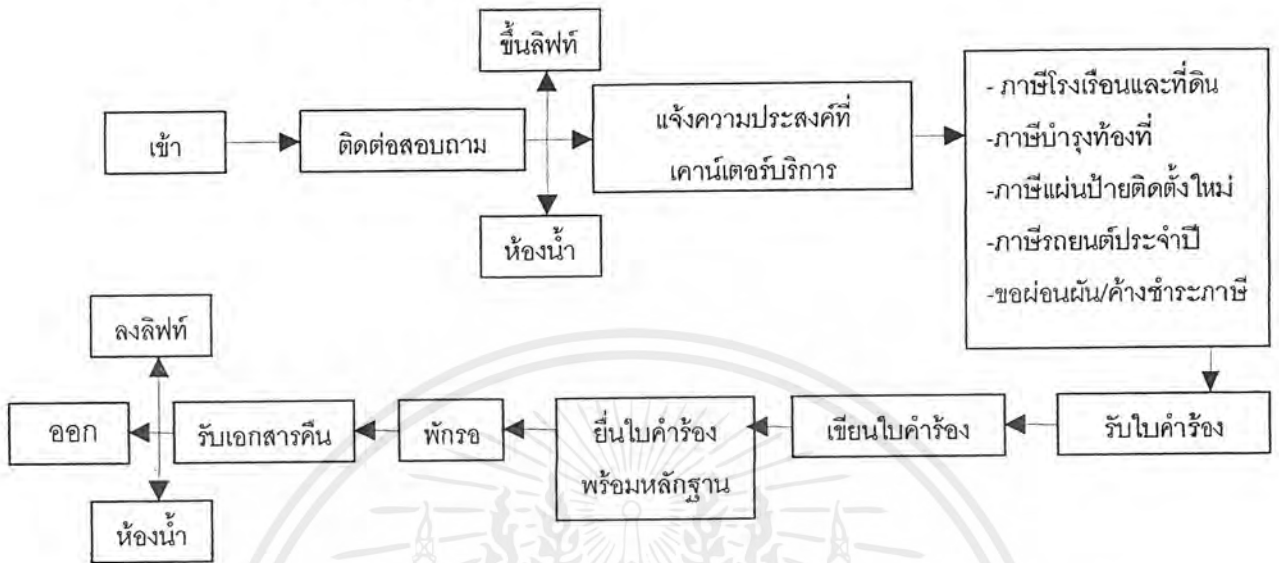 ขึ้นลิฟท์
เข้า
ติดต่อสอบถาม
แจ้งความประสงค์ที่
เคาน์เตอร์บริการ
ห้องน้ำ
- ภาษีโรงเรือนและที่ดิน
-ภาษีบำรุงท้องที่
-ภาษีแผ่นป้ายติดตั้งใหม่
-ภาษีรถยนต์ประจำปี
-ขอผ่อนผัน/ค้างชำระภาษี
รับใบคำร้อง
เขียนใบคำร้อง
ยื่นใบคำร้อง
พร้อมหลักฐาน
พักรอ
รับเอกสารคืน
ลงลิฟท์
ออก
ห้องน้ำ